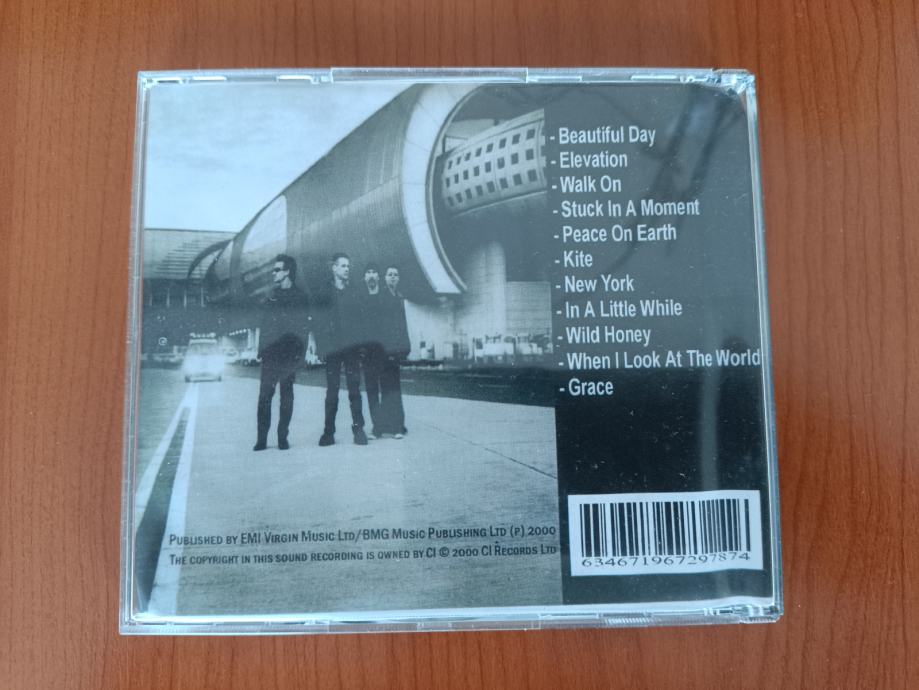 - Beautiful Day
- Elevation
- Walk On
- Stuck In A Moment
- Peace On Earth
- Kite
- New York
- In A Little While
- Wild Honey
- When I Look At The World
- Grace
Published by EMI Virgin Music Ltd/BMG Music Publishing Ltd (p) 2000
The copyright in this sound recording is owned by CI © 2000 CI Records Ltd
634671967297874